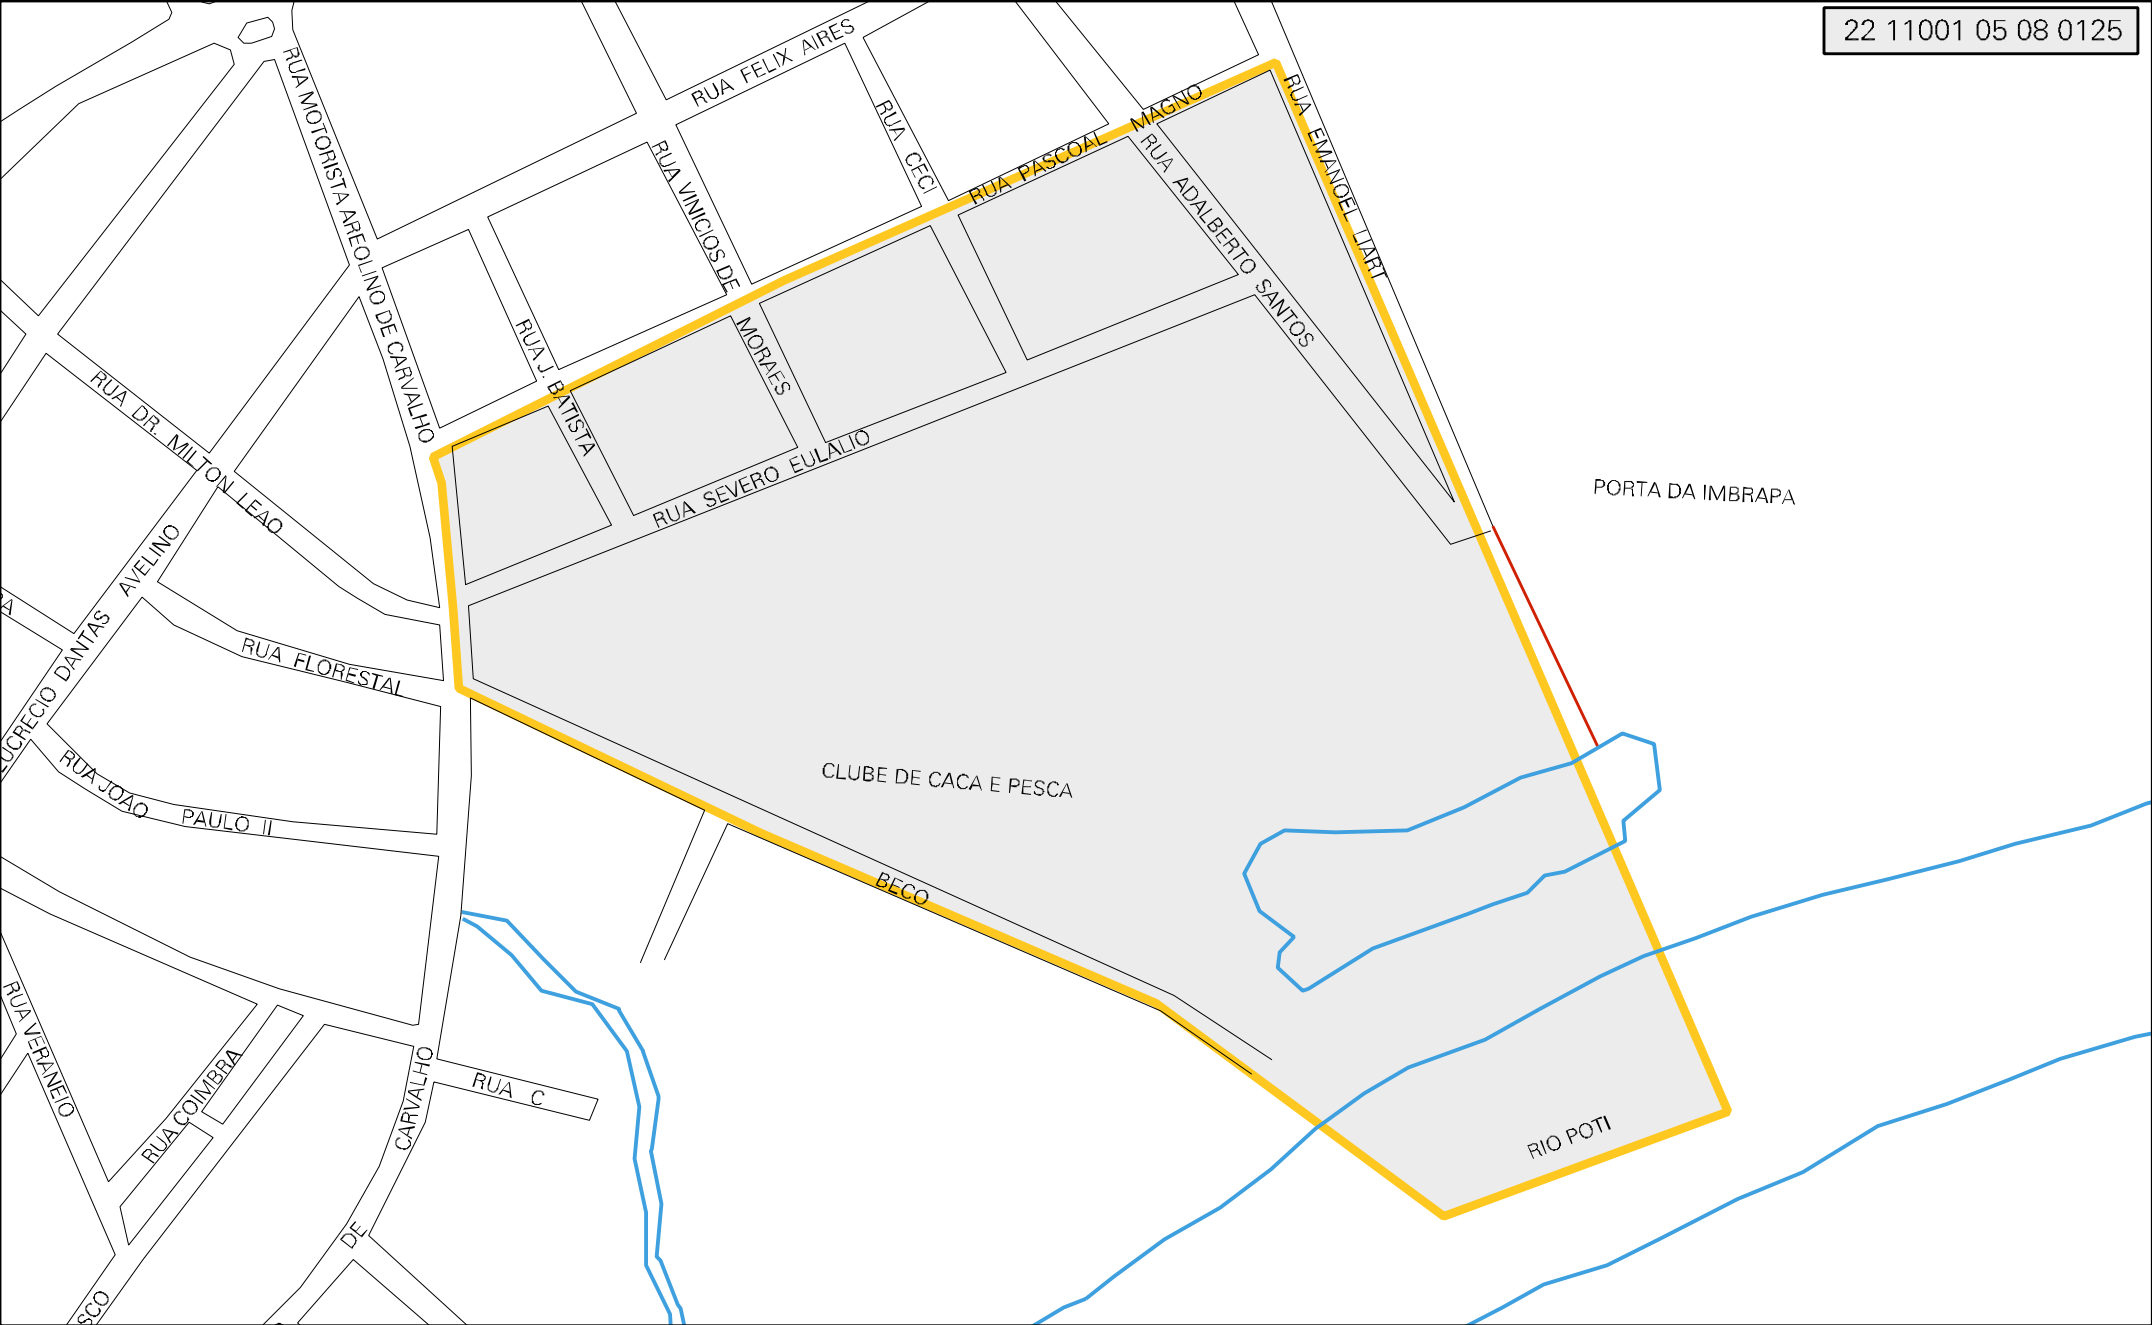 22 11001 05 08 0125
RUA FELIX AIRES
RUA MOTORISTA AREOLINO DE CARVALHO
RUA CECI
RUA PASCOAL MAGNO
RUA EMANOEL LIART
RUA VINICIOS DE MORAES
RUA ADALBERTO SANTOS
RUA J. BATISTA
RUA DR. MILTON LEAO
RUA SEVERO EULALIO
PORTA DA IMBRAPA
LUCRECIO DANTAS AVELINO
RUA FLORESTAL
RUA JOAO PAULO II
CLUBE DE CACA E PESCA
BECO
RUA VERANEIO
RUA COIMBRA
RUA C
DE CARVALHO
RIO POTI
SCO